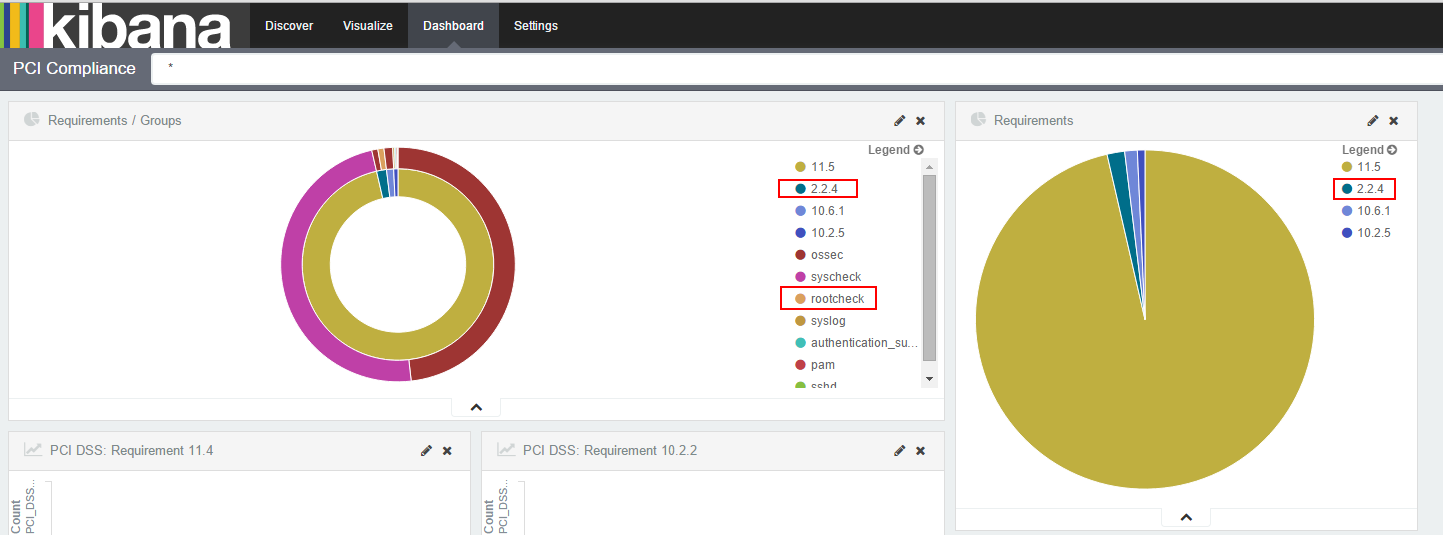 kibana
Discover Visualize Dashboard Settings
PCI Compliance *
Requirements / Groups
Legend
11.5
2.2.4
10.6.1
10.2.5
ossec
syscheck
rootcheck
syslog
authentication_su...
pam
sshd
Requirements
Legend
11.5
2.2.4
10.6.1
10.2.5
PCI DSS: Requirement 11.4
Count
PCI_DSS...
PCI DSS: Requirement 10.2.2
Count
PCI_DSS...